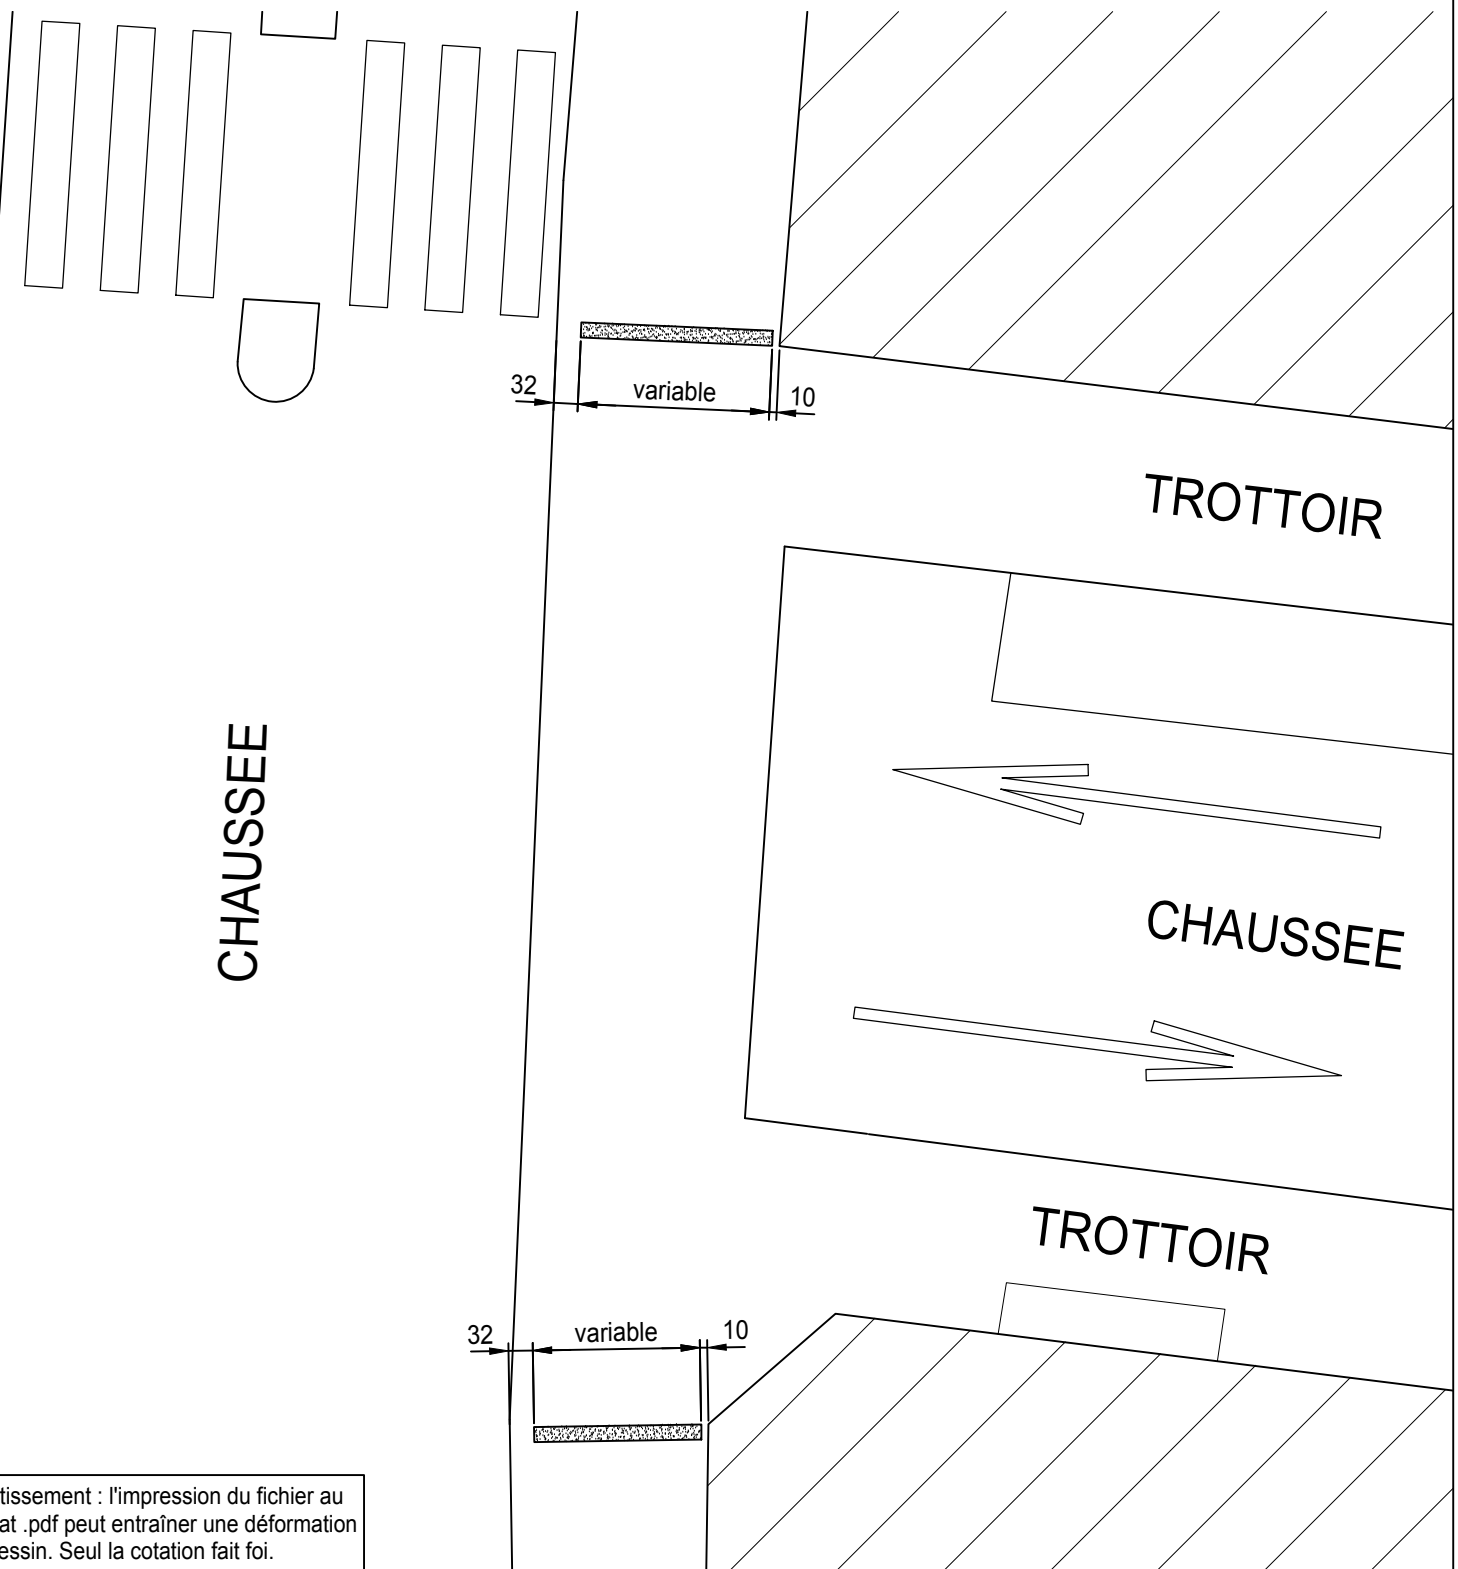 32
variable
10
TROTTOIR
CHAUSSEE
CHAUSSEE
TROTTOIR
32
variable
10
tissement : l'impression du fichier au
at .pdf peut entraîner une déformation
essin. Seul la cotation fait foi.